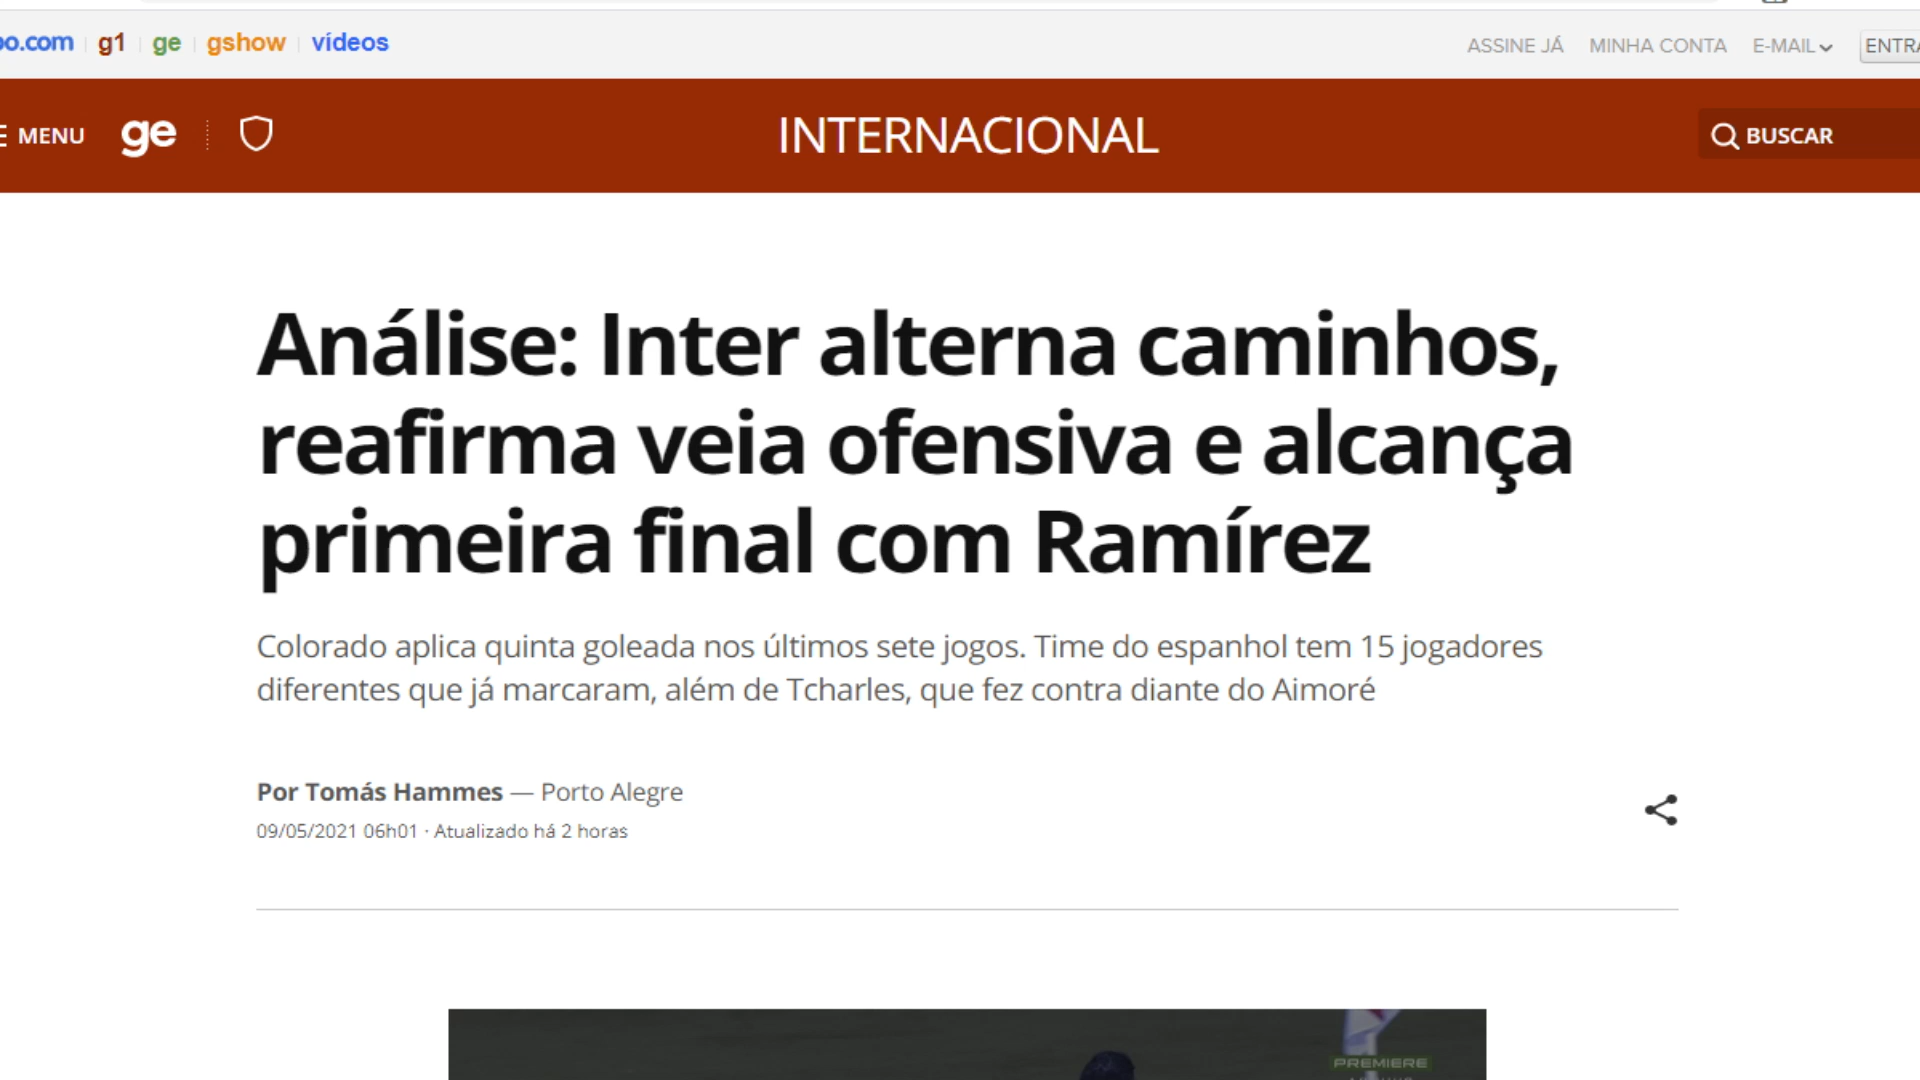 g1 ge gshow vídeos ASSINE JÁ MINHA CONTA E-MAIL
MENU ge INTERNACIONAL BUSCAR
Análise: Inter alterna caminhos,
reafirma veia ofensiva e alcança
primeira final com Ramírez
Colorado aplica quinta goleada nos últimos sete jogos. Time do espanhol tem 15 jogadores
diferentes que já marcaram, além de Tcharles, que fez contra diante do Aimoré
Por Tomás Hammes — Porto Alegre
09/05/2021 06h01 · Atualizado há 2 horas
PREMIERE